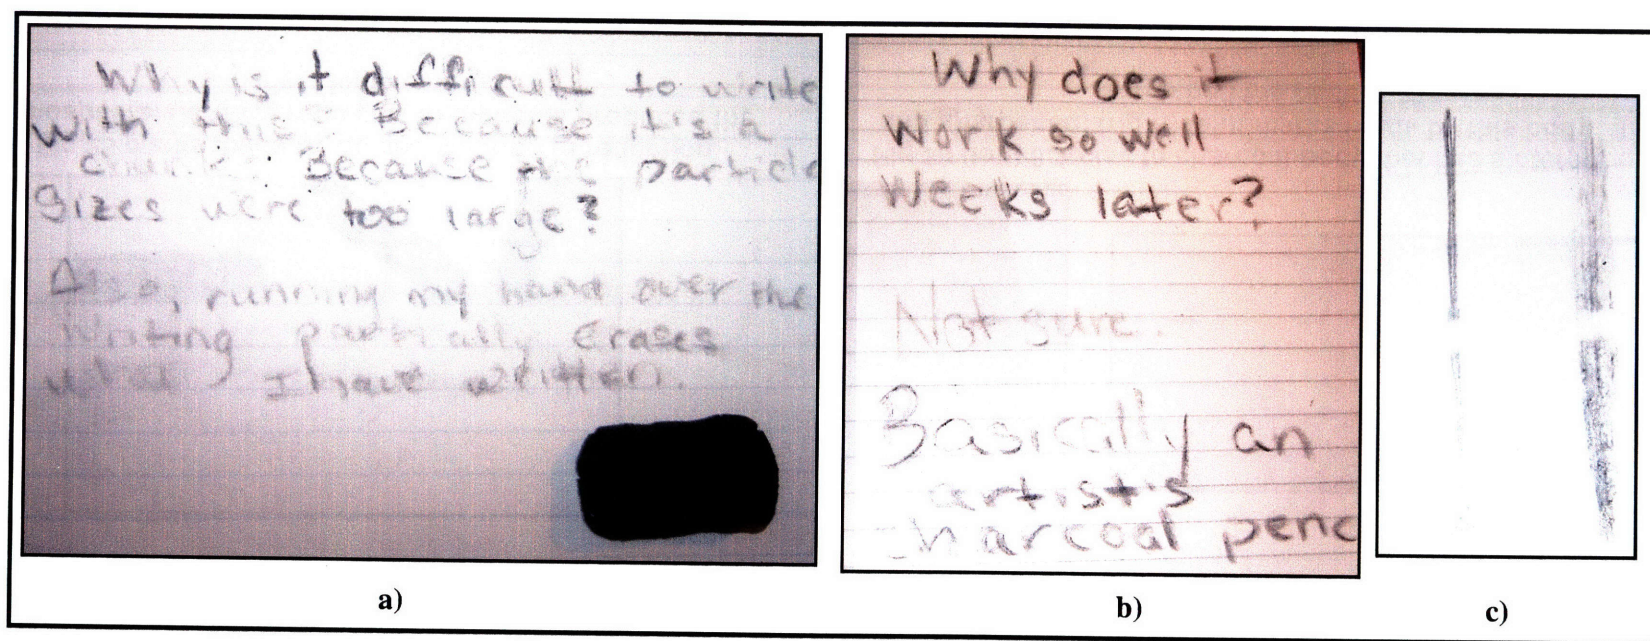 Why is it difficult to write
with this? Because it's a
Because the particle
sizes were too large?
Also, running my hand over the
writing partially erases
what I have written.
a)
Why does it
work so well
weeks later?
Not sure.
Basically an
artist's
charcoal penc
b)
c)